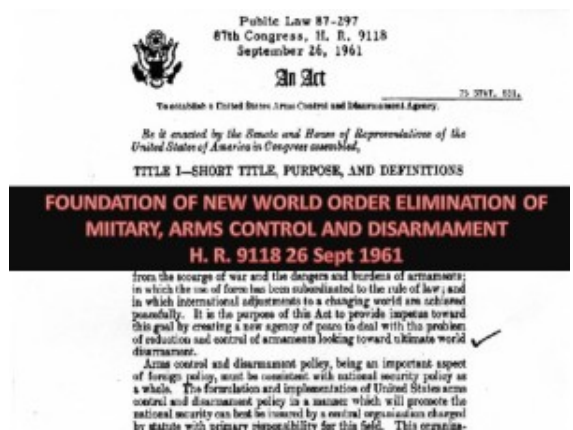 Public Law 87-297
87th Congress, H. R. 9118
September 26, 1961
An Act
75 STAT. 631.
To establish a United States Arms Control and Disarmament Agency.
Be it enacted by the Senate and House of Representatives of the
United States of America in Congress assembled,
TITLE I—SHORT TITLE, PURPOSE, AND DEFINITIONS
FOUNDATION OF NEW WORLD ORDER ELIMINATION OF
MIITARY, ARMS CONTROL AND DISARMAMENT
H. R. 9118 26 Sept 1961
from the scourge of war and the dangers and burdens of armaments;
in which the use of force has been subordinated to the rule of law; and
in which international adjustments to a changing world are achieved
peacefully. It is the purpose of this Act to provide impetus toward
this goal by creating a new agency of peace to deal with the problem
of reduction and control of armaments looking toward ultimate world
disarmament.
Arms control and disarmament policy, being an important aspect
of foreign policy, must be consistent with national security policy as
a whole. The formulation and implementation of United States arms
control and disarmament policy in a manner which will promote the
national security can best be insured by a central organization charged
by statute with primary responsibility for this field. This organiza-